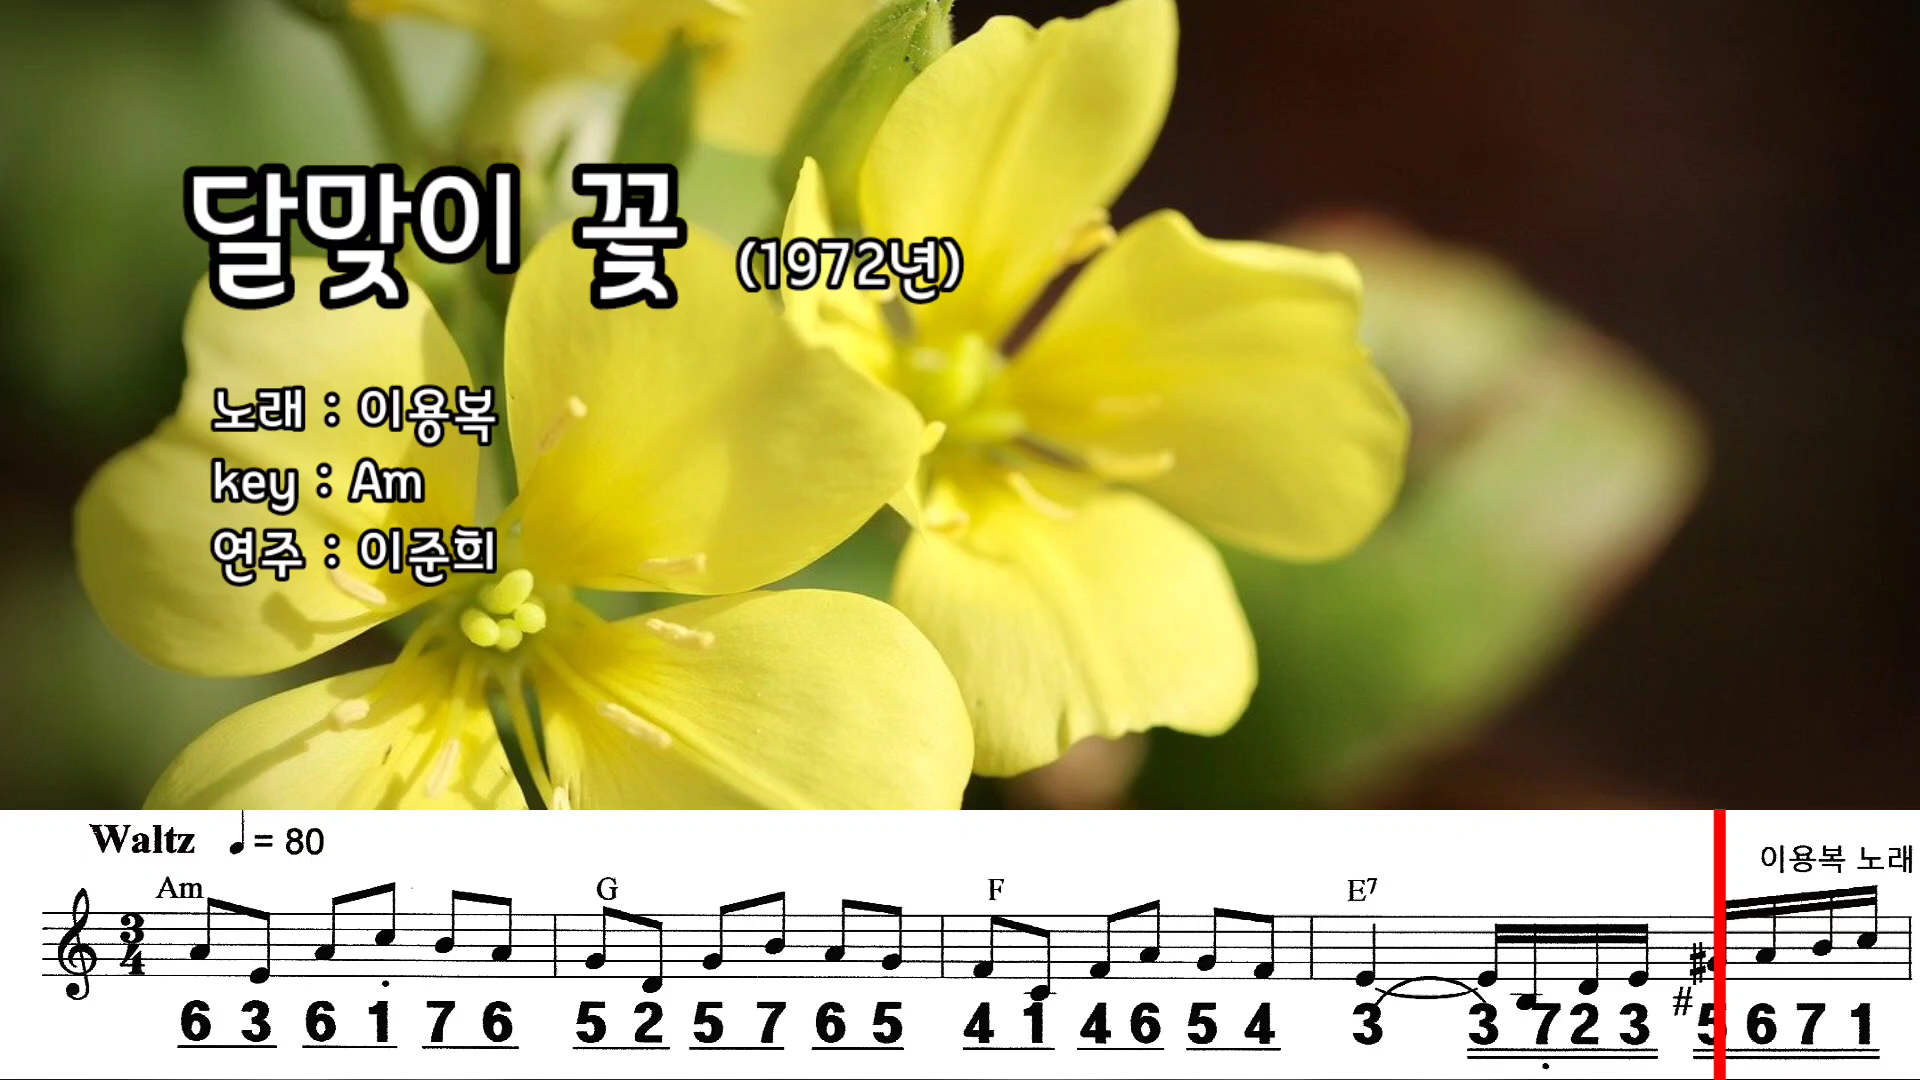 달맞이 꽃 (1972년)
노래 : 이용복
key : Am
연주 : 이준희
Waltz ♩= 80
이용복 노래
Am G F E7
3/4
6 3 6 1 7 6 5 2 5 7 6 5 4 1 4 6 5 4 3 3 7 2 3 #5 6 7 1